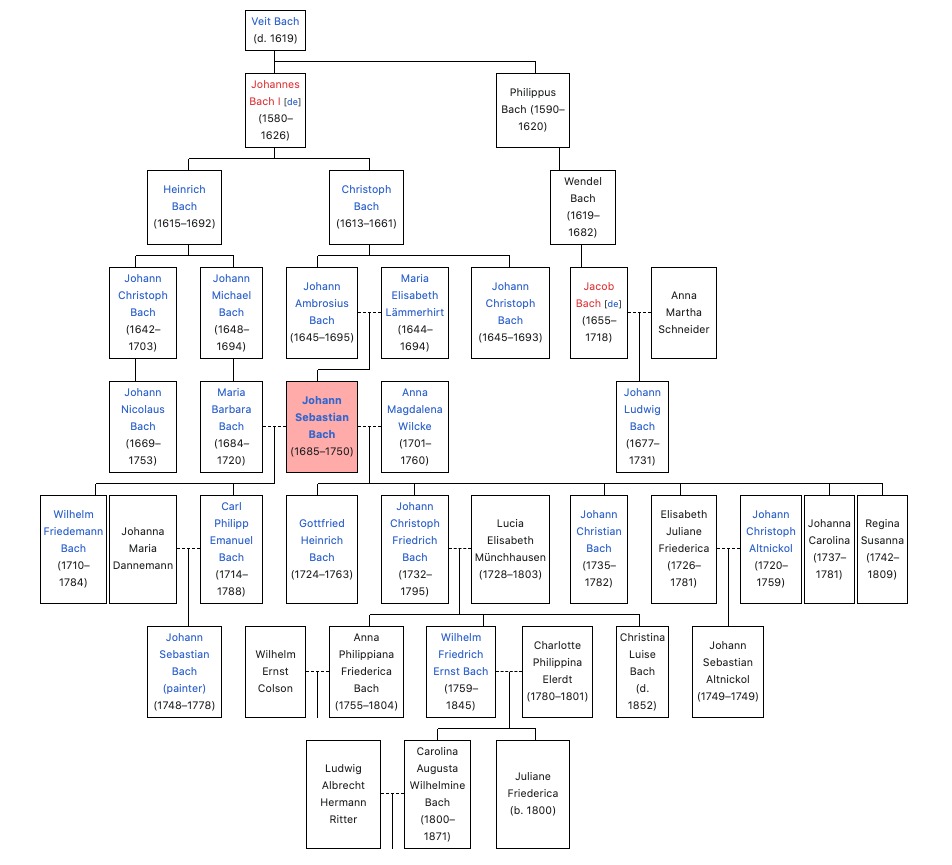 Veit Bach
(d. 1619)
Johannes
Bach I [de]
(1580–
1626)
Philippus
Bach (1590–
1620)
Heinrich
Bach
(1615–1692)
Christoph
Bach
(1613–1661)
Wendel
Bach
(1619–
1682)
Johann
Christoph
Bach
(1642–
1703)
Johann
Michael
Bach
(1648–
1694)
Johann
Ambrosius
Bach
(1645–1695)
Maria
Elisabeth
Lämmerhirt
(1644–
1694)
Johann
Christoph
Bach
(1645–1693)
Jacob
Bach [de]
(1655–
1718)
Anna
Martha
Schneider
Johann
Nicolaus
Bach
(1669–
1753)
Maria
Barbara
Bach
(1684–
1720)
Johann
Sebastian
Bach
(1685–1750)
Anna
Magdalena
Wilcke
(1701–
1760)
Johann
Ludwig
Bach
(1677–
1731)
Wilhelm
Friedemann
Bach
(1710–
1784)
Johanna
Maria
Dannemann
Carl
Philipp
Emanuel
Bach
(1714–
1788)
Gottfried
Heinrich
Bach
(1724–1763)
Johann
Christoph
Friedrich
Bach
(1732–
1795)
Lucia
Elisabeth
Münchhausen
(1728–1803)
Johann
Christian
Bach
(1735–
1782)
Elisabeth
Juliane
Friederica
(1726–
1781)
Johann
Christoph
Altnickol
(1720–
1759)
Johanna
Carolina
(1737–
1781)
Regina
Susanna
(1742–
1809)
Johann
Sebastian
Bach
(painter)
(1748–1778)
Wilhelm
Ernst
Colson
Anna
Philippiana
Friederica
Bach
(1755–1804)
Wilhelm
Friedrich
Ernst Bach
(1759–
1845)
Charlotte
Philippina
Elerdt
(1780–1801)
Christina
Luise
Bach
(d.
1852)
Johann
Sebastian
Altnickol
(1749–1749)
Ludwig
Albrecht
Hermann
Ritter
Carolina
Augusta
Wilhelmine
Bach
(1800–
1871)
Juliane
Friederica
(b. 1800)